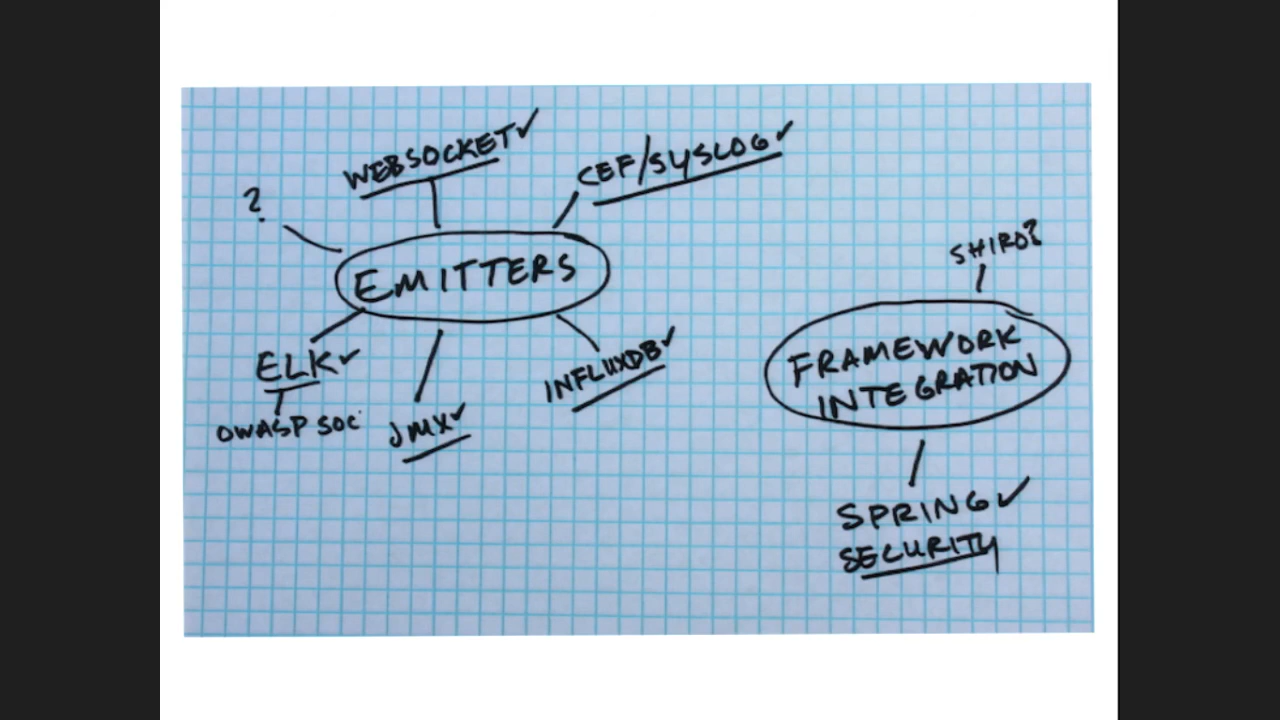 WEBSOCKET✓
CEF/SYSLOG✓
?
EMITTERS
ELK✓
OWASP SOC
JMX✓
INFLUXDB✓
SHIRO?
FRAMEWORK
INTEGRATION
SPRING✓
SECURITY